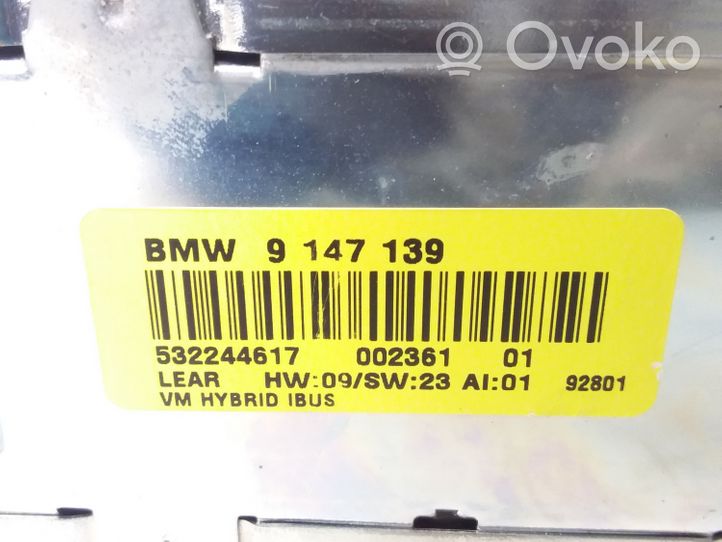 Ovoko
BMW 9 147 139
532244617 002361 01
LEAR HW:09/SW:23 AI:01 92801
VM HYBRID IBUS